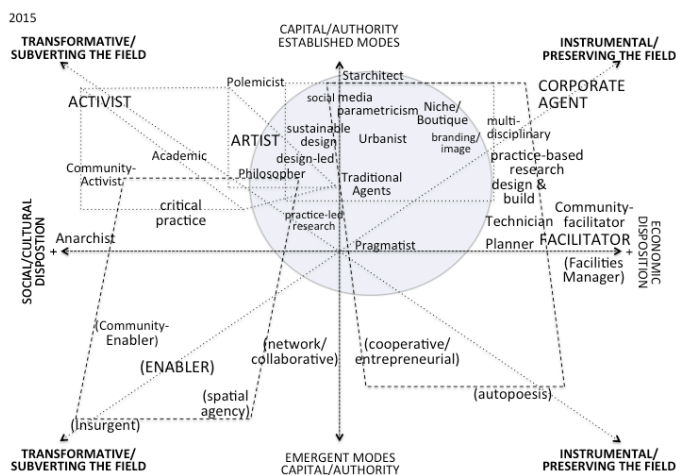 2015
CAPITAL/AUTHORITY
ESTABLISHED MODES
TRANSFORMATIVE/
SUBVERTING THE FIELD
INSTRUMENTAL/
PRESERVING THE FIELD
Polemicist
Starchitect
CORPORATE
AGENT
ACTIVIST
social media
parametricism
Niche/
Boutique
ARTIST
sustainable
design
Urbanist
branding/
image
multi-
disciplinary
Academic
design-led
practice-based
research
design &
build
Community-
Activist
Philosopher
Traditional
Agents
critical
practice
practice-led
research
Technician
Community-
facilitator
Anarchist
Pragmatist
Planner
FACILITATOR
(Facilities
Manager)
SOCIAL/CULTURAL
DISPOSTION
+
+
ECONOMIC
DISPOSITION
(Community-
Enabler)
(network/
collaborative)
(cooperative/
entrepreneurial)
(ENABLER)
(spatial
agency)
(autopoesis)
(Insurgent)
TRANSFORMATIVE/
SUBVERTING THE FIELD
EMERGENT MODES
CAPITAL/AUTHORITY
INSTRUMENTAL/
PRESERVING THE FIELD